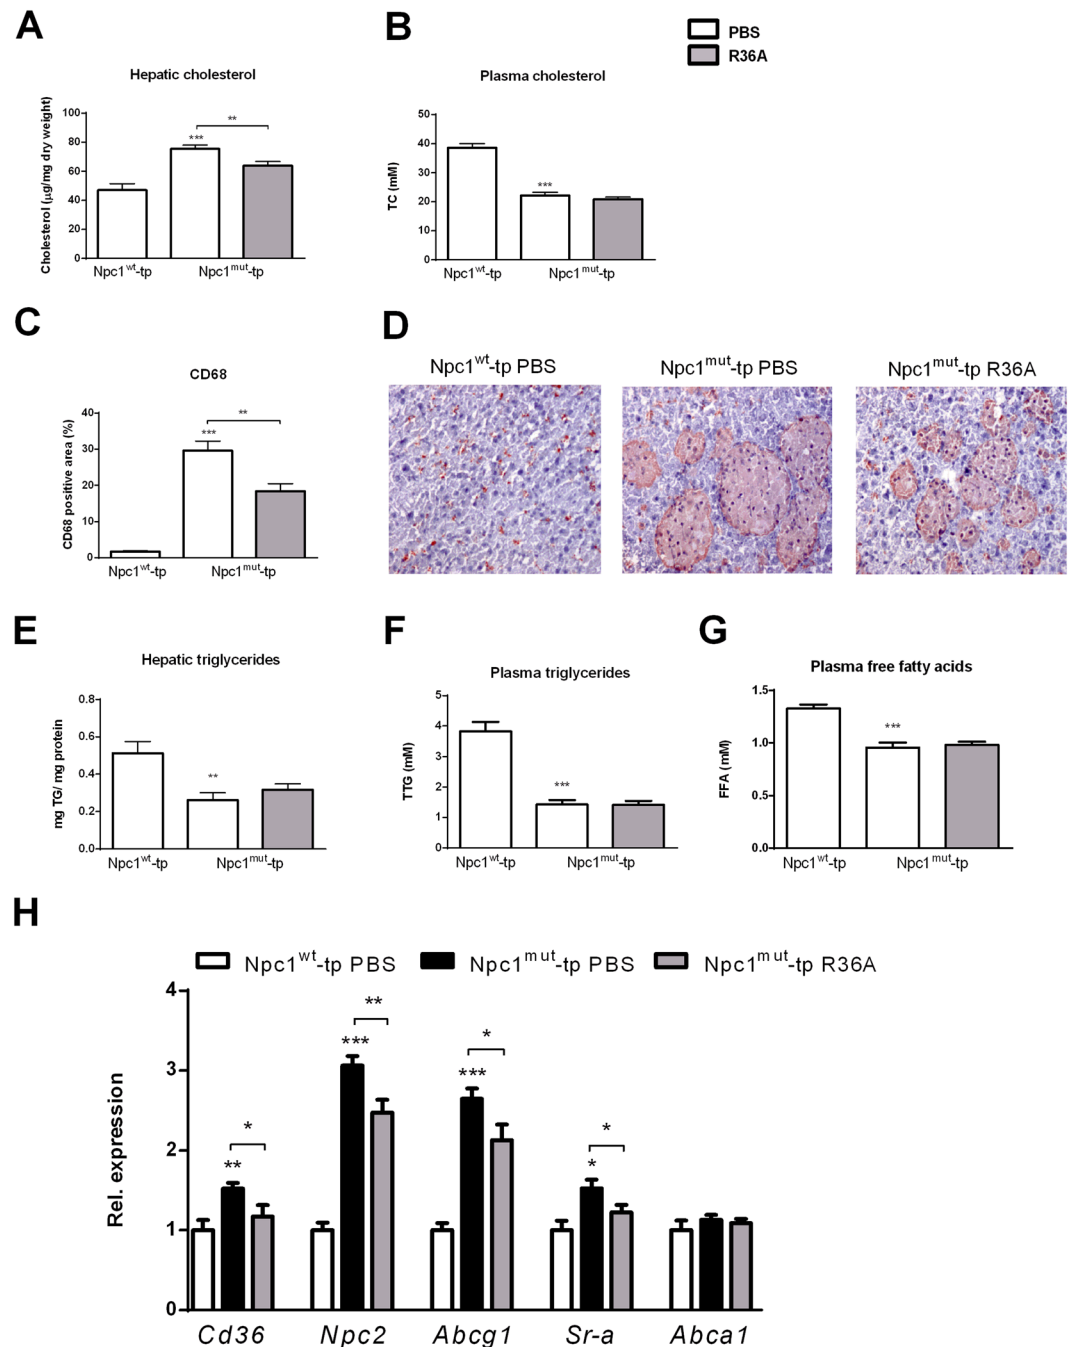 A
B
PBS
R36A
Hepatic cholesterol
Plasma cholesterol
Cholesterol (µg/mg dry weight)
100
80
60
40
20
0
***
**
Npc1wt-tp
Npc1mut-tp
TC (mM)
50
40
30
20
10
0
***
Npc1wt-tp
Npc1mut-tp
C
D
CD68
CD68 positive area (%)
40
30
20
10
0
***
**
Npc1wt-tp
Npc1mut-tp
Npc1wt-tp PBS
Npc1mut-tp PBS
Npc1mut-tp R36A
E
F
G
Hepatic triglycerides
mg TG/ mg protein
0.8
0.6
0.4
0.2
0.0
**
Npc1wt-tp
Npc1mut-tp
Plasma triglycerides
TTG (mM)
5
4
3
2
1
0
***
Npc1wt-tp
Npc1mut-tp
Plasma free fatty acids
FFA (mM)
1.5
1.0
0.5
0.0
***
Npc1wt-tp
Npc1mut-tp
H
Npc1wt-tp PBS
Npc1mut-tp PBS
Npc1mut-tp R36A
Rel. expression
4
3
2
1
0
**
*
***
**
***
*
*
*
Cd36
Npc2
Abcg1
Sr-a
Abca1